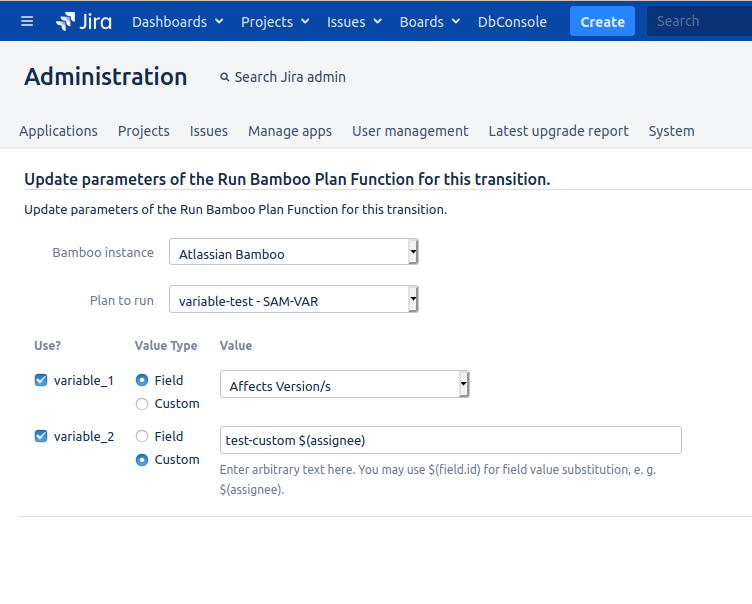 Jira Dashboards Projects Issues Boards DbConsole Create Search
Administration Search Jira admin
Applications Projects Issues Manage apps User management Latest upgrade report System
Update parameters of the Run Bamboo Plan Function for this transition.
Update parameters of the Run Bamboo Plan Function for this transition.
Bamboo instance Atlassian Bamboo
Plan to run variable-test - SAM-VAR
Use? Value Type Value
variable_1 Field Affects Version/s
Custom
variable_2 Field test-custom $(assignee)
Custom
Enter arbitrary text here. You may use $(field.id) for field value substitution, e. g.
$(assignee).